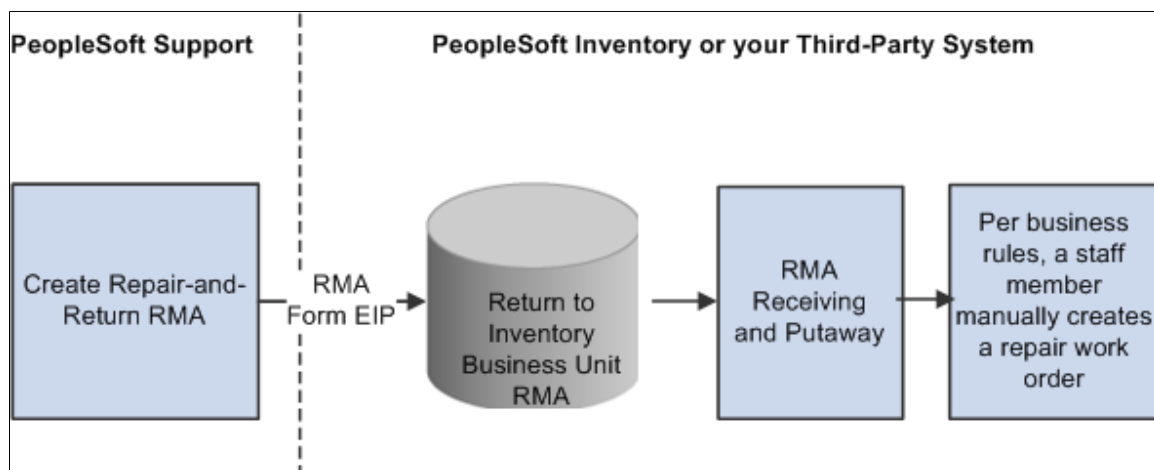 PeopleSoft Support
PeopleSoft Inventory or your Third-Party System
Create Repair-and-
Return RMA
RMA
Form EIP
Return to
Inventory
Business Unit
RMA
RMA
Receiving
and Putaway
Per business
rules, a staff
member
manually creates
a repair work
order